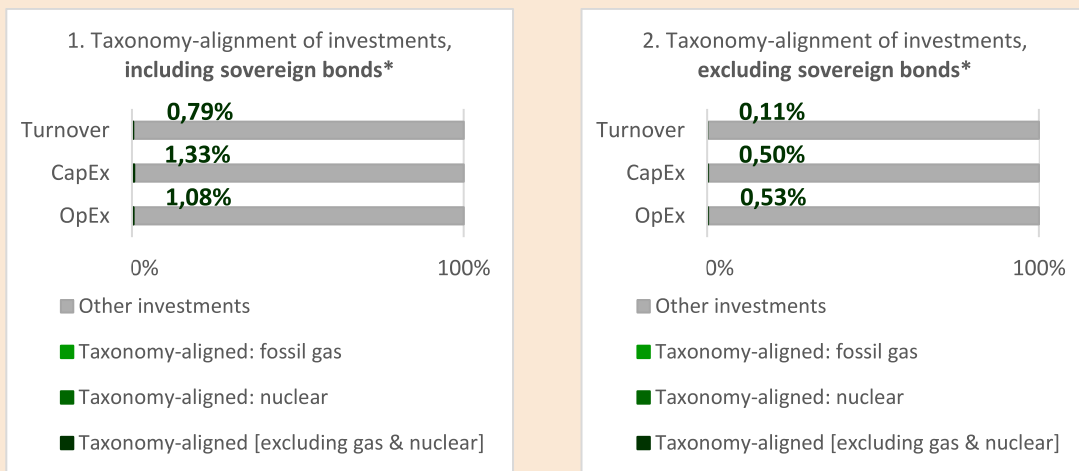 1. Taxonomy-alignment of investments,
including sovereign bonds*
Turnover
0,79%
CapEx
1,33%
OpEx
1,08%
0%
100%
Other investments
Taxonomy-aligned: fossil gas
Taxonomy-aligned: nuclear
Taxonomy-aligned [excluding gas & nuclear]
2. Taxonomy-alignment of investments,
excluding sovereign bonds*
Turnover
0,11%
CapEx
0,50%
OpEx
0,53%
0%
100%
Other investments
Taxonomy-aligned: fossil gas
Taxonomy-aligned: nuclear
Taxonomy-aligned [excluding gas & nuclear]